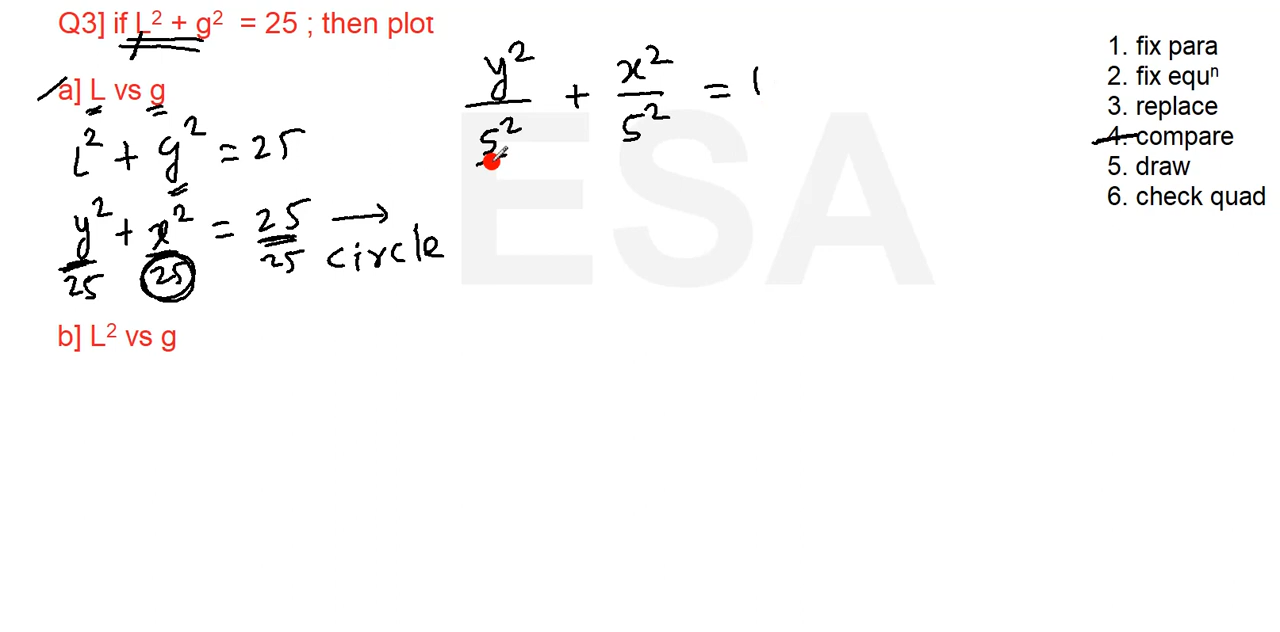 Q3] if L² + g² = 25 ; then plot
a] L vs g
L² + g² = 25
y²/25 + x²/25 = 25/25 → circle
b] L² vs g
y²/5² + x²/5² = 1
1. fix para
2. fix equⁿ
3. replace
4. compare
5. draw
6. check quad
ESA